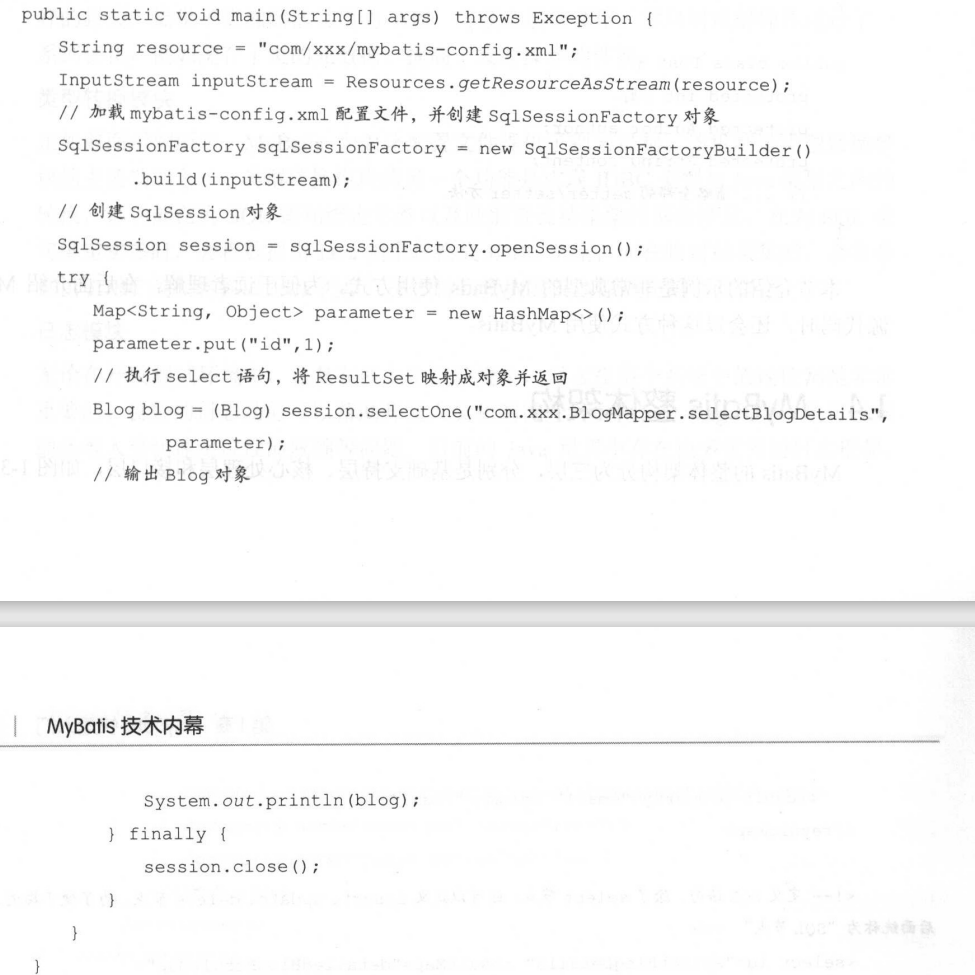 public static void main(String[] args) throws Exception {
String resource = "com/xxx/mybatis-config.xml";
InputStream inputStream = Resources.getResourceAsStream(resource);
// 加载 mybatis-config.xml 配置文件，并创建 SqlSessionFactory 对象
SqlSessionFactory sqlSessionFactory = new SqlSessionFactoryBuilder()
.build(inputStream);
// 创建 SqlSession 对象
SqlSession session = sqlSessionFactory.openSession();
try {
Map<String, Object> parameter = new HashMap<>();
parameter.put("id",1);
// 执行 select 语句，将 ResultSet 映射成对象并返回
Blog blog = (Blog) session.selectOne("com.xxx.BlogMapper.selectBlogDetails",
parameter);
// 输出 Blog 对象
| MyBatis 技术内幕
System.out.println(blog);
} finally {
session.close();
}
}
}